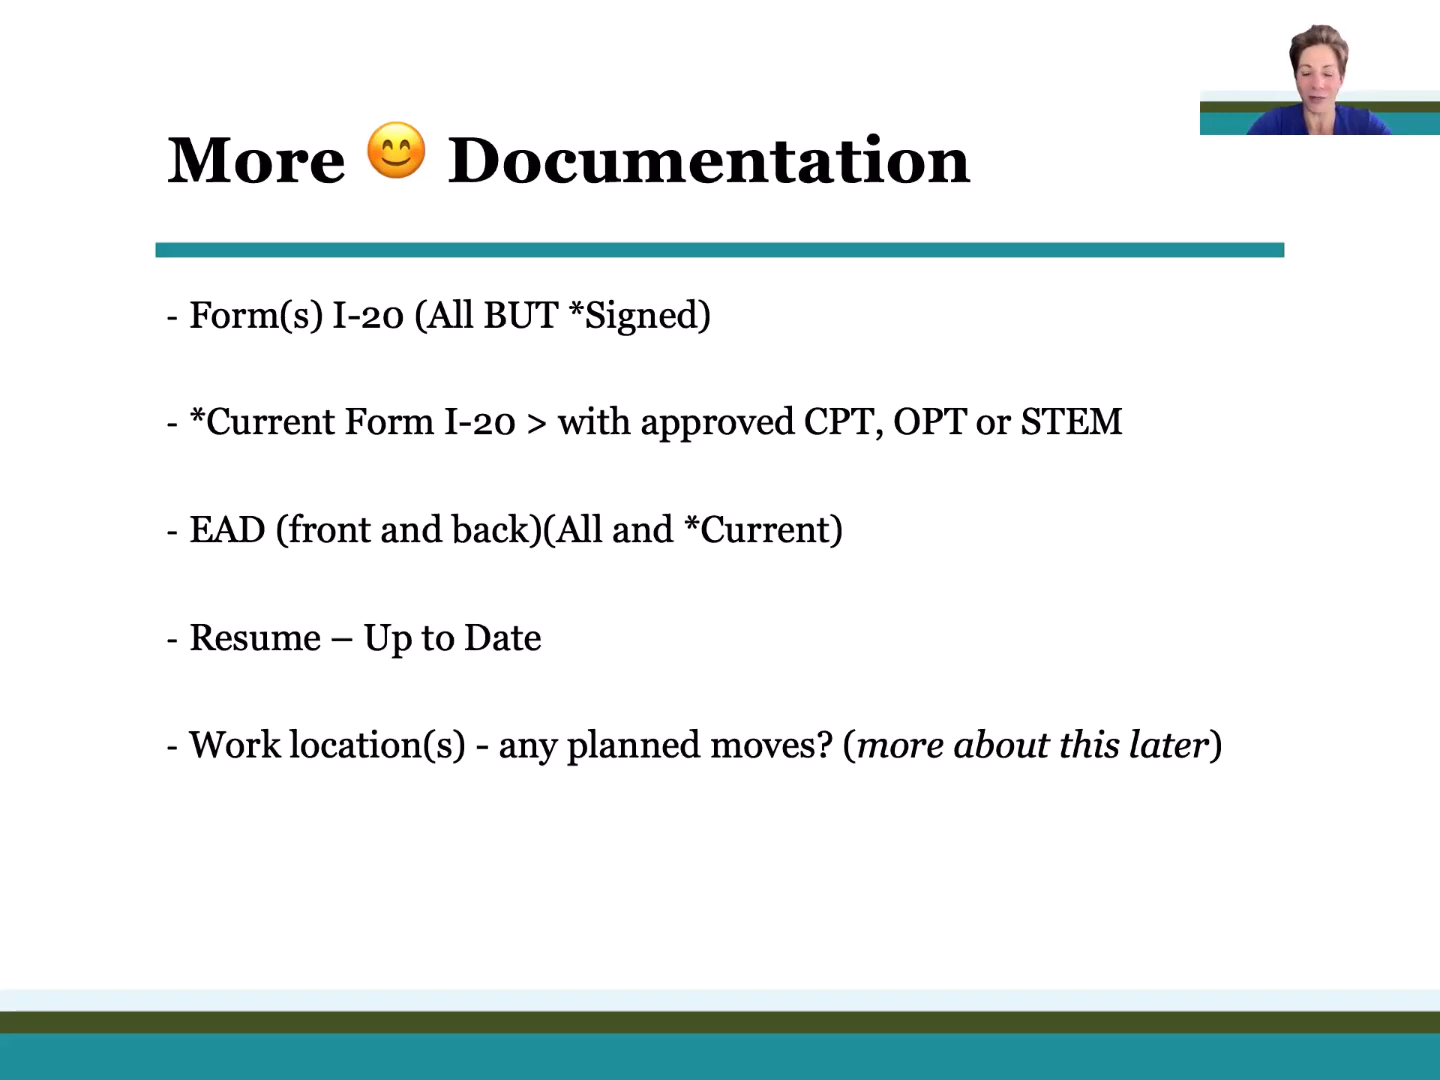 More 😊 Documentation
- Form(s) I-20 (All BUT *Signed)
- *Current Form I-20 > with approved CPT, OPT or STEM
- EAD (front and back)(All and *Current)
- Resume – Up to Date
- Work location(s) - any planned moves? (more about this later)